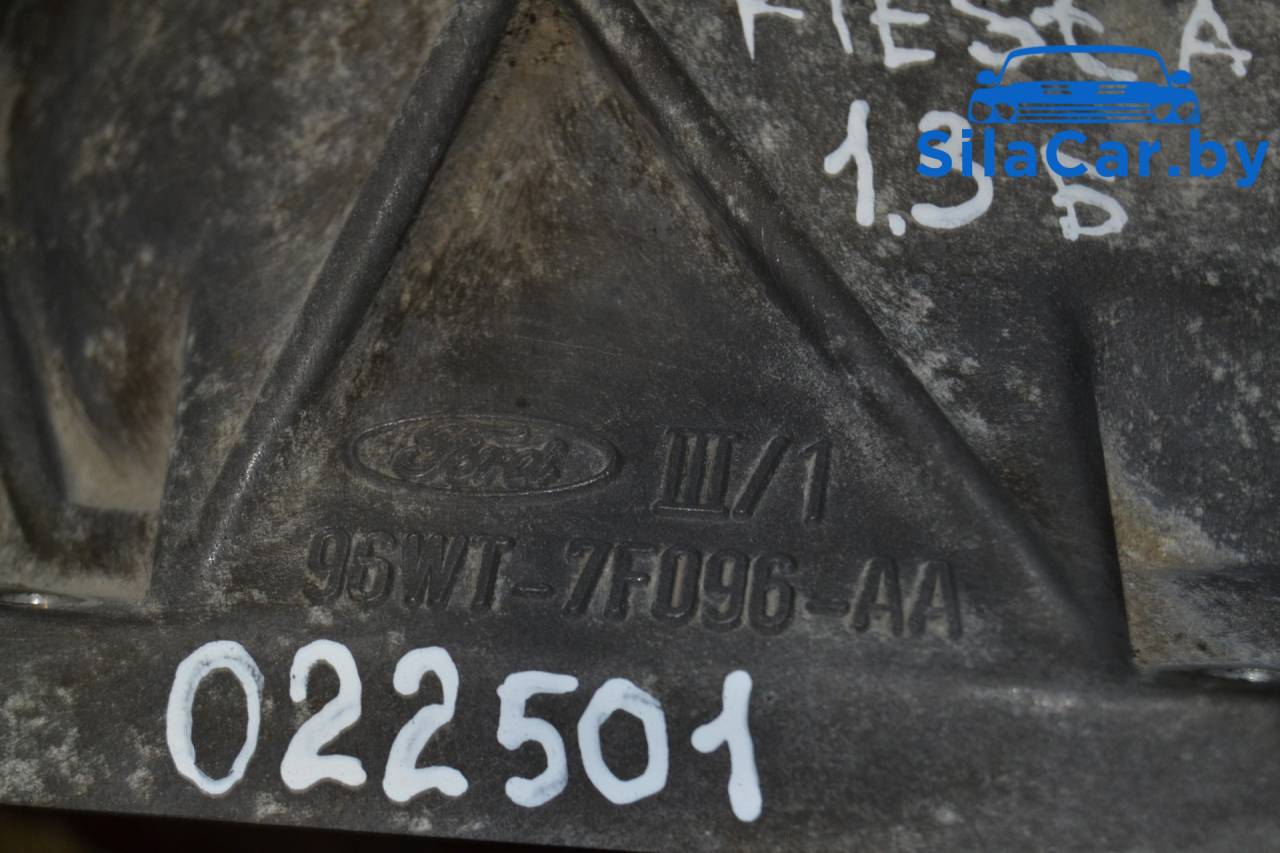 FIESTA
1.3 Б
SilaCar.by
Ford III/1
96WT-7F096-AA
022501